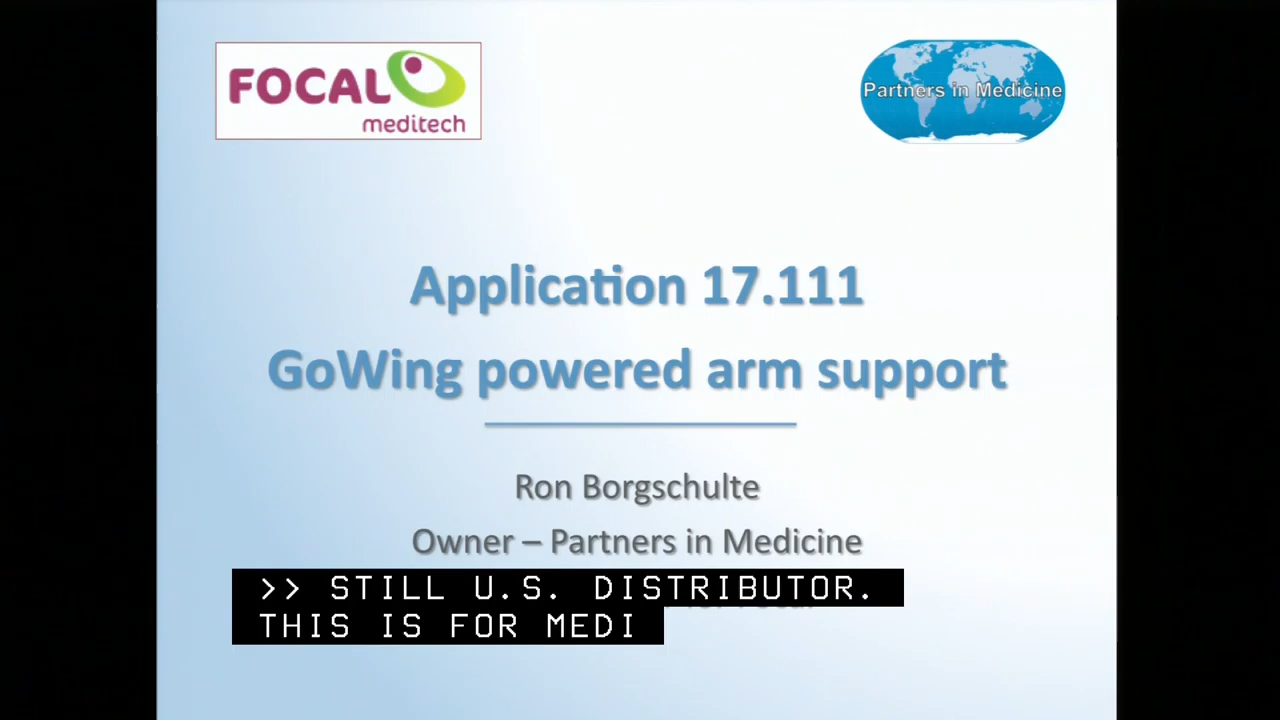 FOCAL
meditech
Partners in Medicine
Application 17.111
GoWing powered arm support
Ron Borgschulte
Owner – Partners in Medicine
>> STILL U.S. DISTRIBUTOR.
THIS IS FOR MEDI